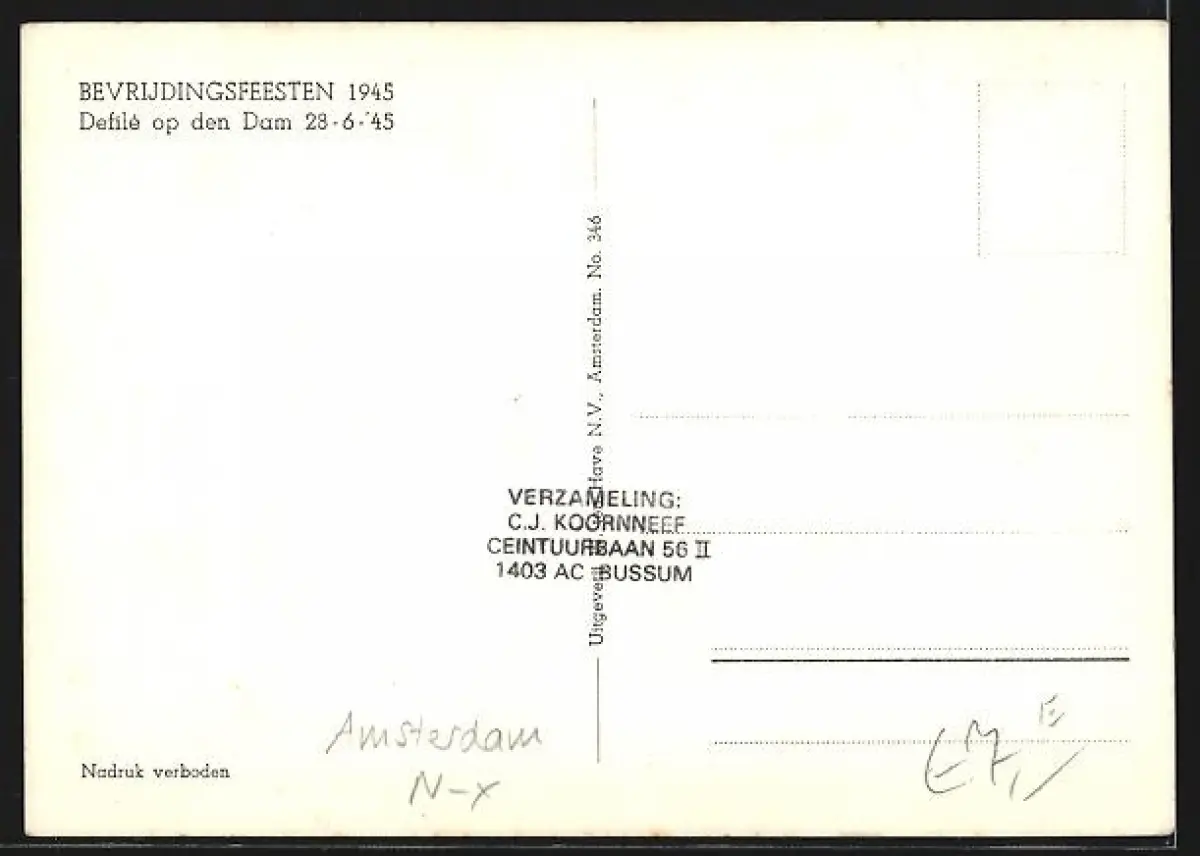 BEVRIJDINGSFEESTEN 1945
Defilé op den Dam 28-6-'45
Uitgeverij Have N.V., Amsterdam. No. 346
VERZAMELING:
C.J. KOORNNEEF
CEINTUURBAAN 56 II
1403 AC BUSSUM
Amsterdam
N-x
Nadruk verboden